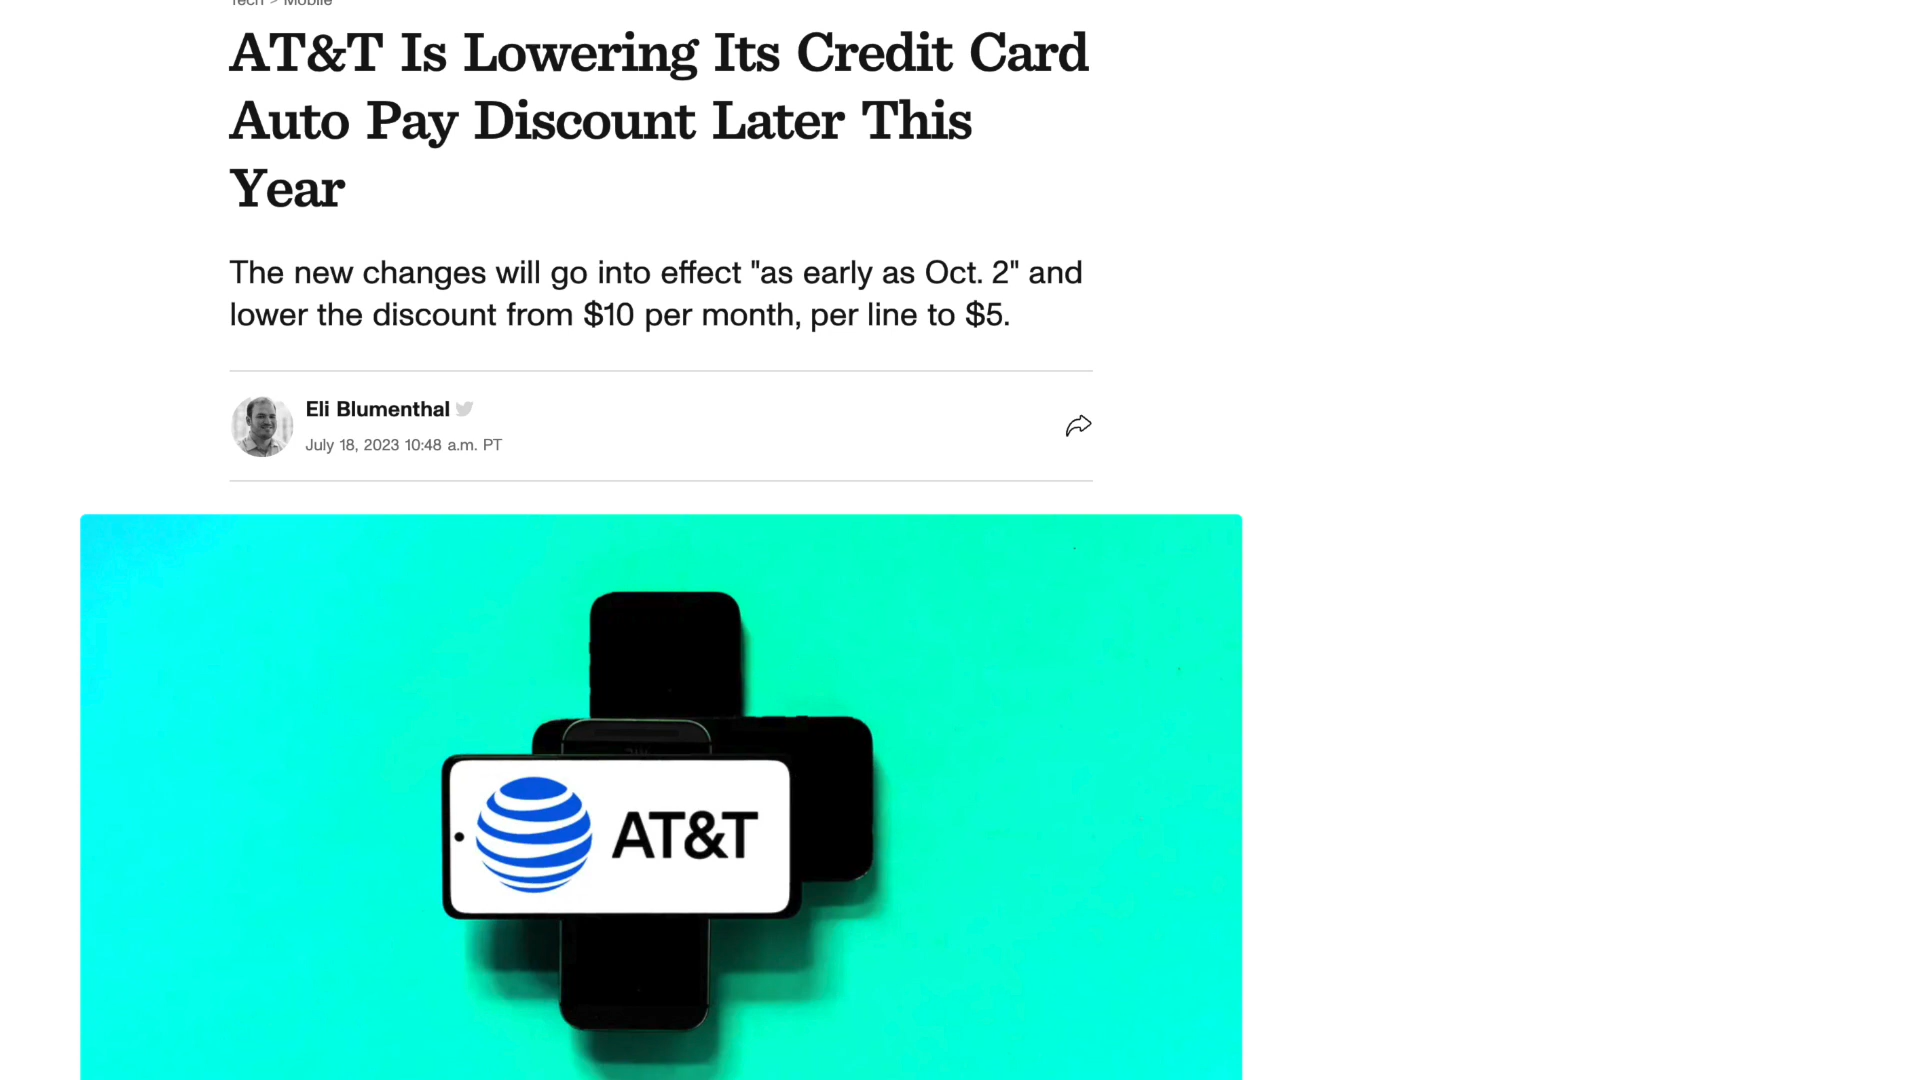 Tech > Mobile
AT&T Is Lowering Its Credit Card
Auto Pay Discount Later This
Year
The new changes will go into effect "as early as Oct. 2" and
lower the discount from $10 per month, per line to $5.
Eli Blumenthal
July 18, 2023 10:48 a.m. PT
AT&T